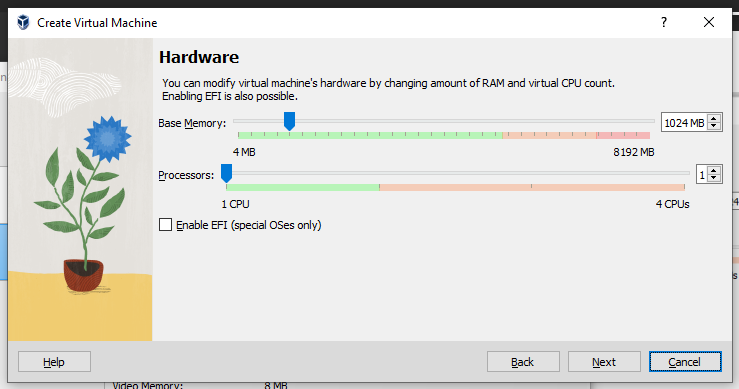 Create Virtual Machine
Hardware
You can modify virtual machine's hardware by changing amount of RAM and virtual CPU count.
Enabling EFI is also possible.
Base Memory:
1024 MB
4 MB
8192 MB
Processors:
1
1 CPU
4 CPUs
Enable EFI (special OSes only)
Help
Back
Next
Cancel
Video Memory:
8 MB